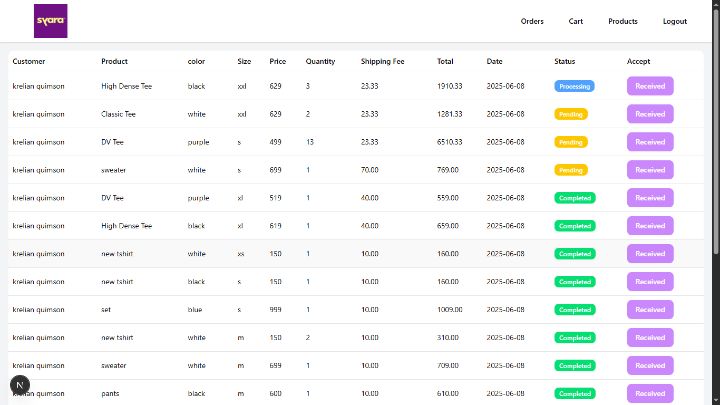 syara
Orders Cart Products Logout
Customer Product color Size Price Quantity Shipping Fee Total Date Status Accept
krelian quimson High Dense Tee black xxl 629 3 23.33 1910.33 2025-06-08 Processing Received
krelian quimson Classic Tee white xxl 629 2 23.33 1281.33 2025-06-08 Pending Received
krelian quimson DV Tee purple s 499 13 23.33 6510.33 2025-06-08 Pending Received
krelian quimson sweater white s 699 1 70.00 769.00 2025-06-08 Pending Received
krelian quimson DV Tee purple xl 519 1 40.00 559.00 2025-06-08 Completed Received
krelian quimson High Dense Tee black xl 619 1 40.00 659.00 2025-06-08 Completed Received
krelian quimson new tshirt white xs 150 1 10.00 160.00 2025-06-08 Completed Received
krelian quimson new tshirt black s 150 1 10.00 160.00 2025-06-08 Completed Received
krelian quimson set blue s 999 1 10.00 1009.00 2025-06-08 Completed Received
krelian quimson new tshirt white m 150 2 10.00 310.00 2025-06-08 Completed Received
krelian quimson sweater white m 699 1 10.00 709.00 2025-06-08 Completed Received
krelian quimson pants black m 600 1 10.00 610.00 2025-06-08 Completed Received
N